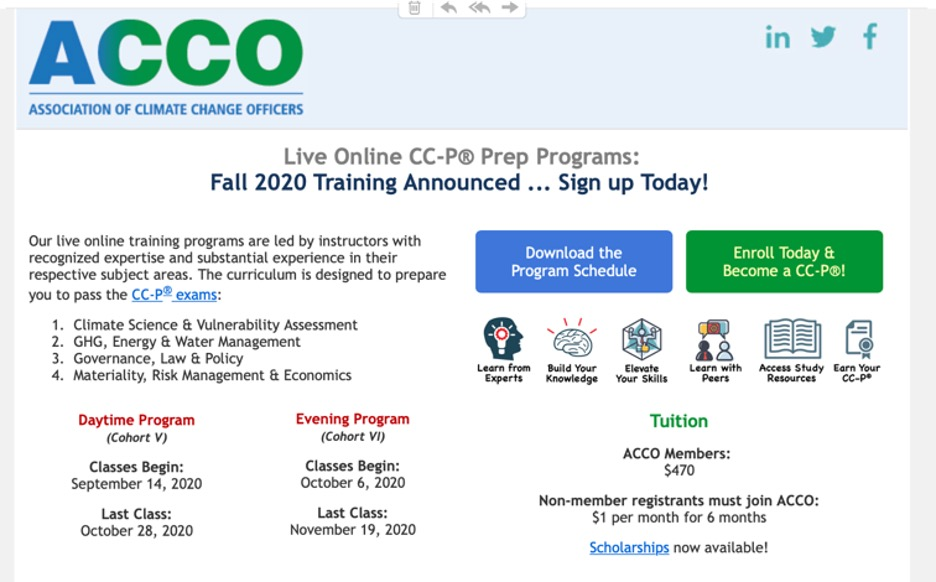 ACCO
ASSOCIATION OF CLIMATE CHANGE OFFICERS
Live Online CC-P® Prep Programs:
Fall 2020 Training Announced ... Sign up Today!
Our live online training programs are led by instructors with
recognized expertise and substantial experience in their
respective subject areas. The curriculum is designed to prepare
you to pass the CC-P® exams:
1. Climate Science & Vulnerability Assessment
2. GHG, Energy & Water Management
3. Governance, Law & Policy
4. Materiality, Risk Management & Economics
Download the
Program Schedule
Enroll Today &
Become a CC-P®!
Learn from
Experts
Build Your
Knowledge
Elevate
Your Skills
Learn with
Peers
Access Study
Resources
Earn Your
CC-P®
Daytime Program
(Cohort V)
Classes Begin:
September 14, 2020
Last Class:
October 28, 2020
Evening Program
(Cohort VI)
Classes Begin:
October 6, 2020
Last Class:
November 19, 2020
Tuition
ACCO Members:
$470
Non-member registrants must join ACCO:
$1 per month for 6 months
Scholarships now available!